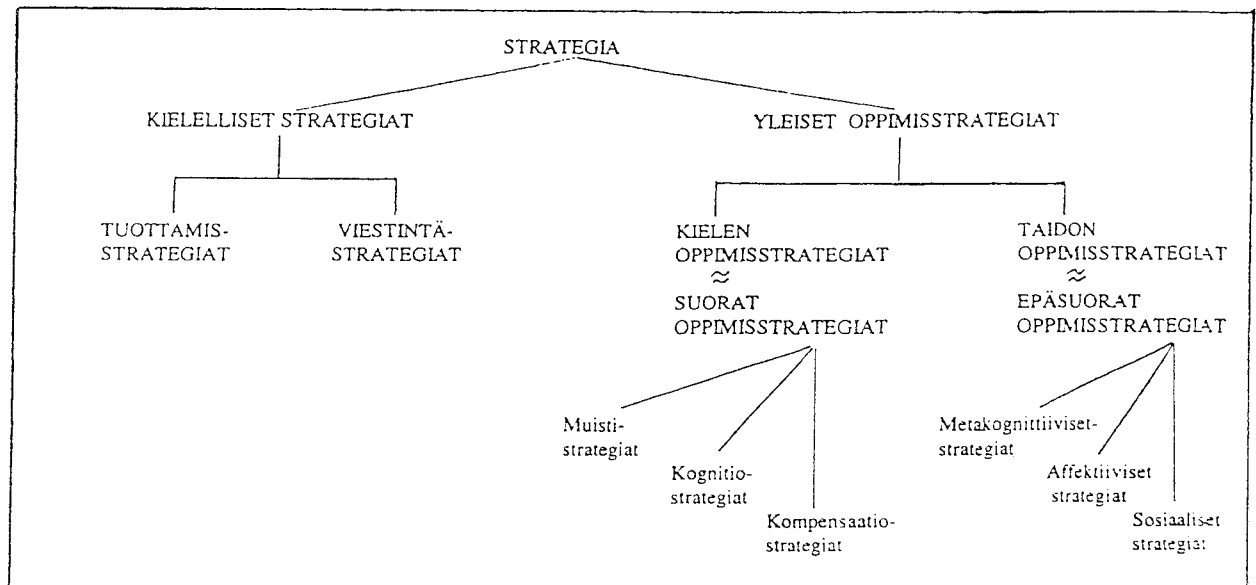 STRATEGIA
KIELELLISET STRATEGIAT
YLEISET OPPIMISSTRATEGIAT
TUOTTAMIS-
STRATEGIAT
VIESTINTÄ-
STRATEGIAT
KIELEN
OPPIMISSTRATEGIAT
≈
SUORAT
OPPIMISSTRATEGIAT
TAIDON
OPPIMISSTRATEGIAT
≈
EPÄSUORAT
OPPIMISSTRATEGIAT
Muisti-
strategiat
Kognitio-
strategiat
Kompensaatio-
strategiat
Metakognittiiviset-
strategiat
Affektiiviset
strategiat
Sosiaaliset
strategiat